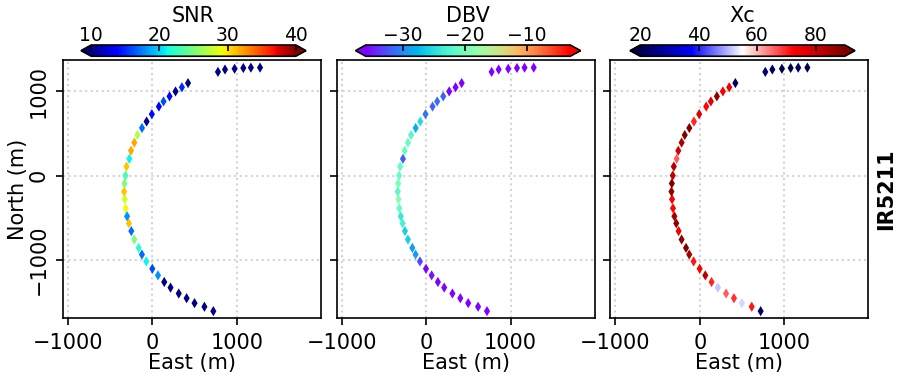 SNR DBV Xc
10 20 30 40 −30 −20 −10 20 40 60 80
North (m)
1000
0
−1000
IR5211
−1000 0 1000 −1000 0 1000 −1000 0 1000
East (m) East (m) East (m)